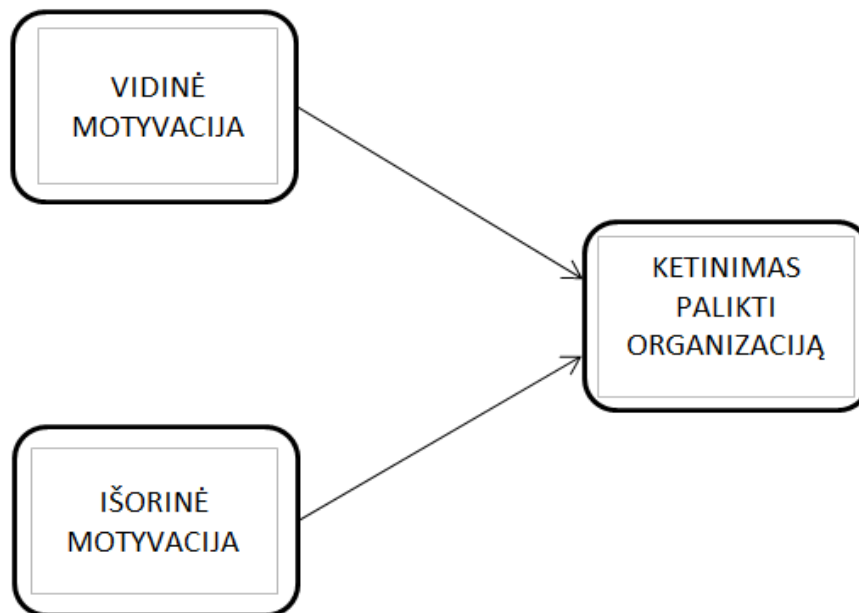 VIDINĖ
MOTYVACIJA
KETINIMAS
PALIKTI
ORGANIZACIJĄ
IŠORINĖ
MOTYVACIJA